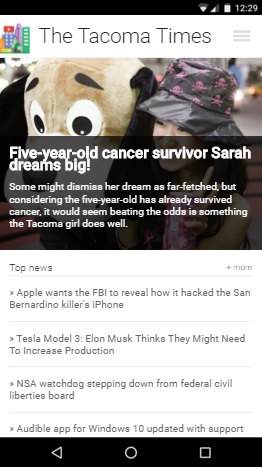 12:29
The Tacoma Times
Five-year-old cancer survivor Sarah
dreams big!
Some might dismiss her dream as far-fetched, but
considering the five-year-old has already survived
cancer, it would seem beating the odds is something
the Tacoma girl does well.
Top news + more
» Apple wants the FBI to reveal how it hacked the San
Bernardino killer's iPhone
» Tesla Model 3: Elon Musk Thinks They Might Need
To Increase Production
» NSA watchdog stepping down from federal civil
liberties board
» Audible app for Windows 10 updated with support